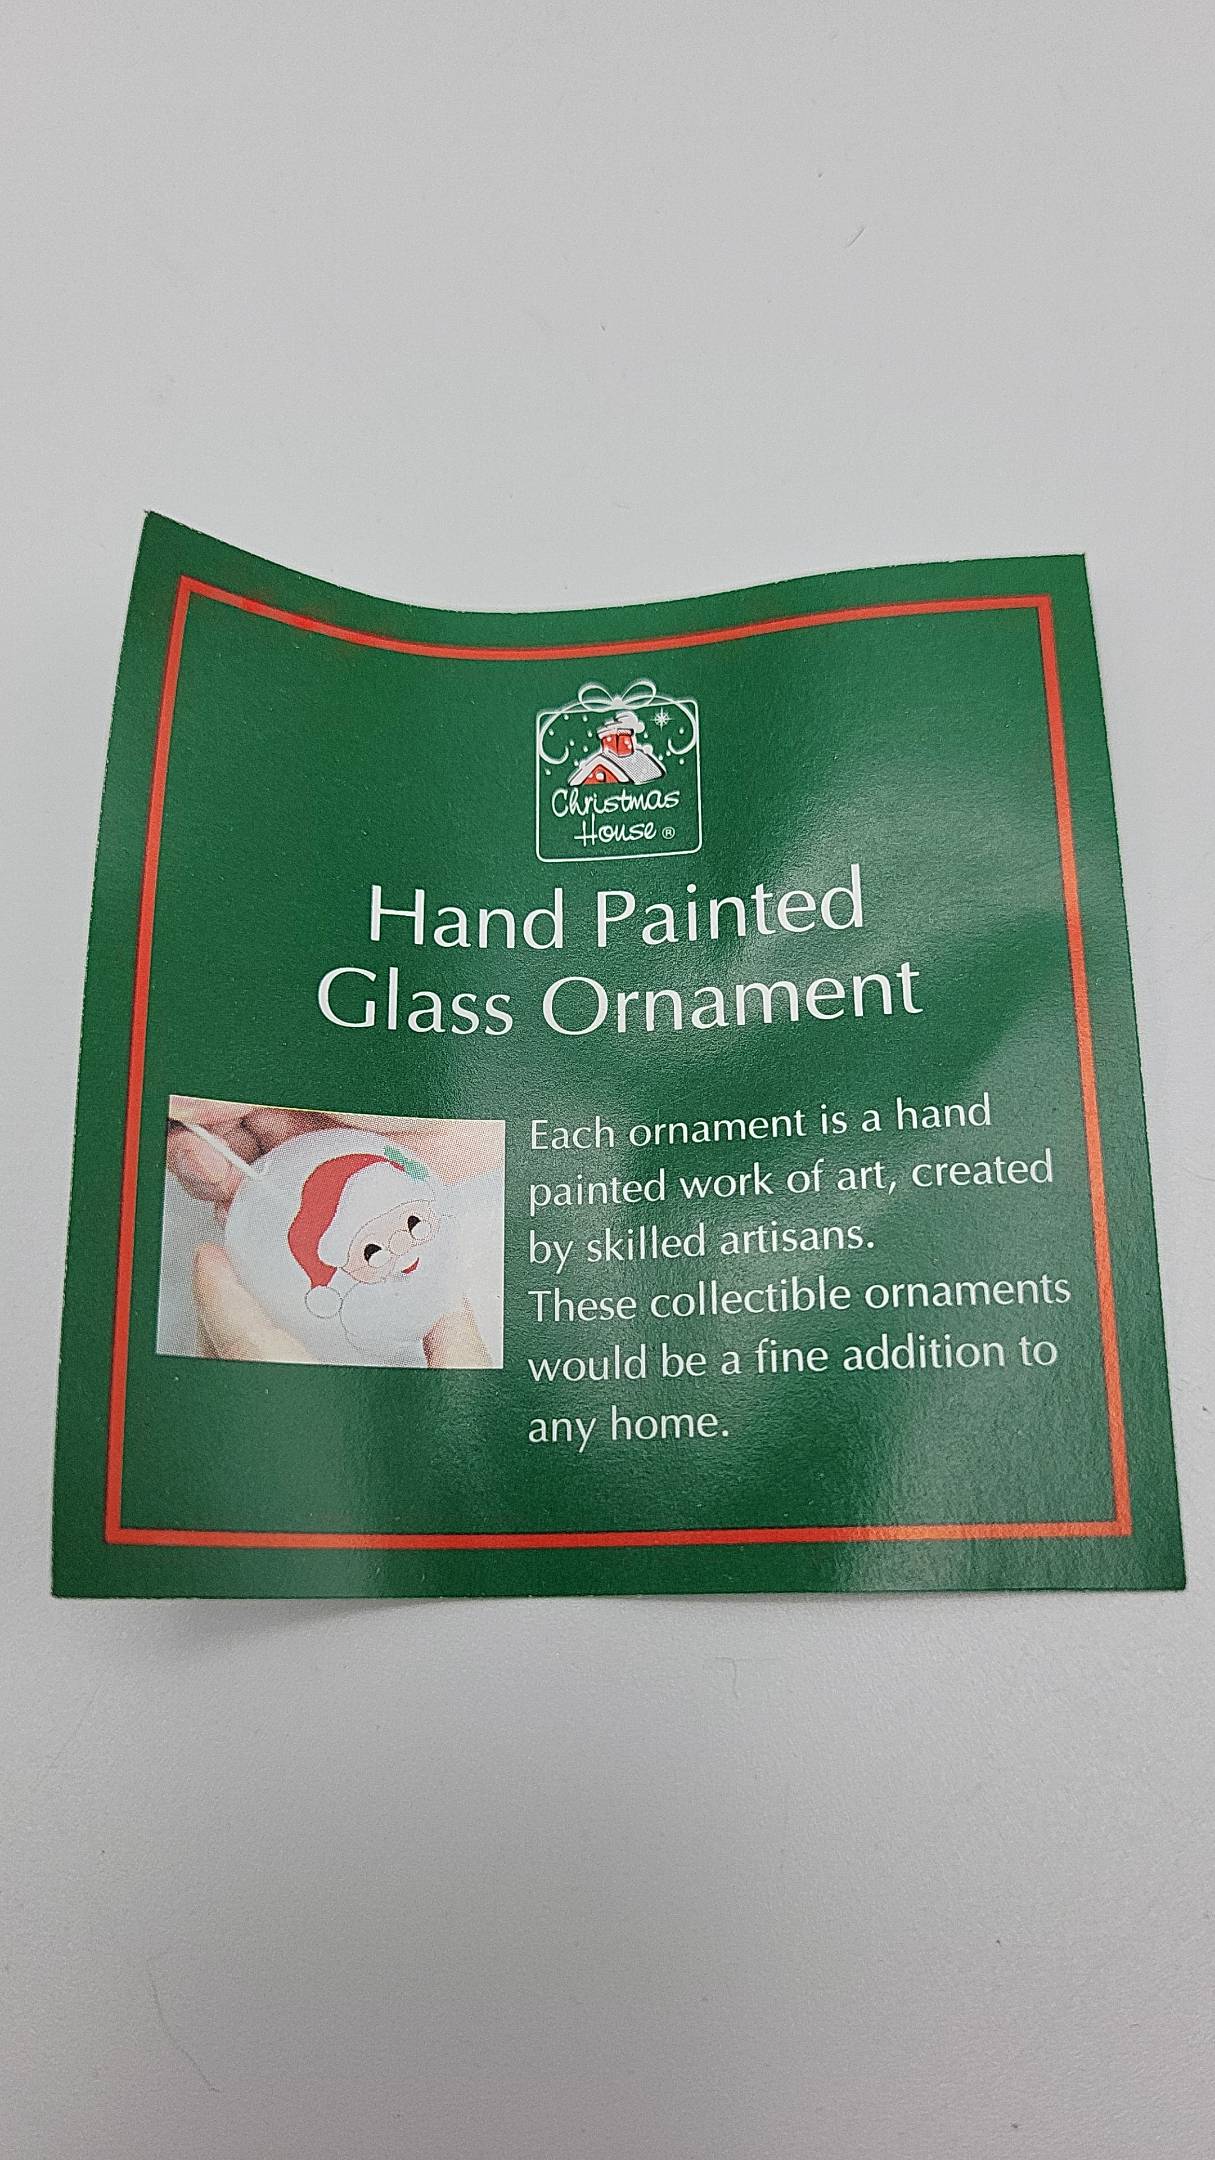 Christmas
House ®
Hand Painted
Glass Ornament
Each ornament is a hand
painted work of art, created
by skilled artisans.
These collectible ornaments
would be a fine addition to
any home.